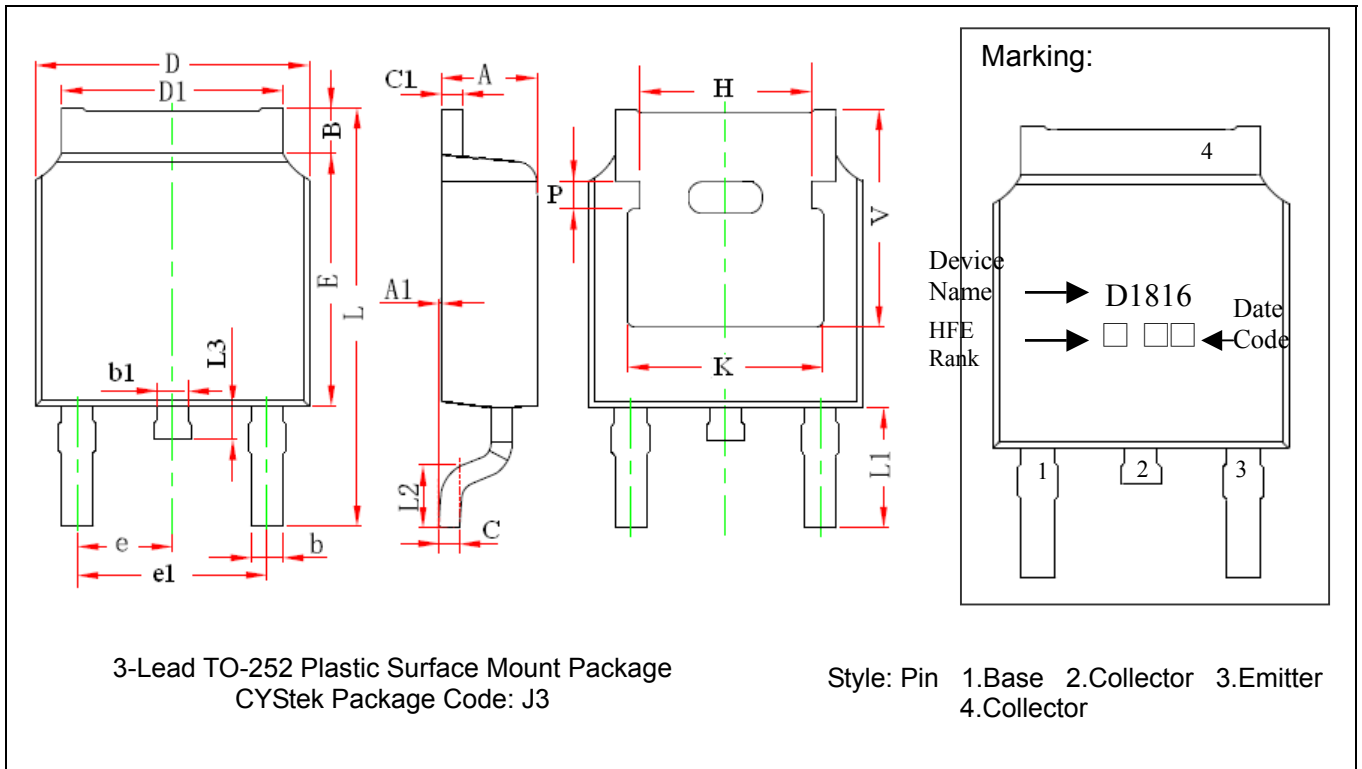 D
D1
B
E
L
L3
b1
e
e1
b
C1
A
A1
L2
C
H
P
V
K
L1
Marking:
4
Device
Name
D1816
HFE
Rank
Date
Code
1
2
3
3-Lead TO-252 Plastic Surface Mount Package
CYStek Package Code: J3
Style: Pin 1.Base 2.Collector 3.Emitter
4.Collector